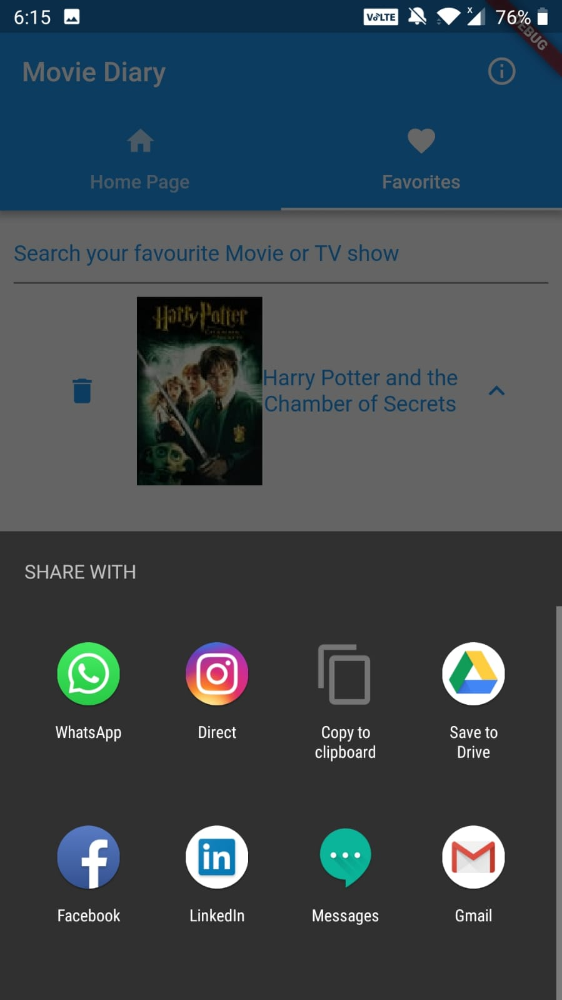 6:15
VoLTE
x
76%
DEBUG
Movie Diary
Home Page
Favorites
Search your favourite Movie or TV show
Harry Potter
Harry Potter and the
Chamber of Secrets
SHARE WITH
WhatsApp
Direct
Copy to
clipboard
Save to
Drive
Facebook
LinkedIn
Messages
Gmail